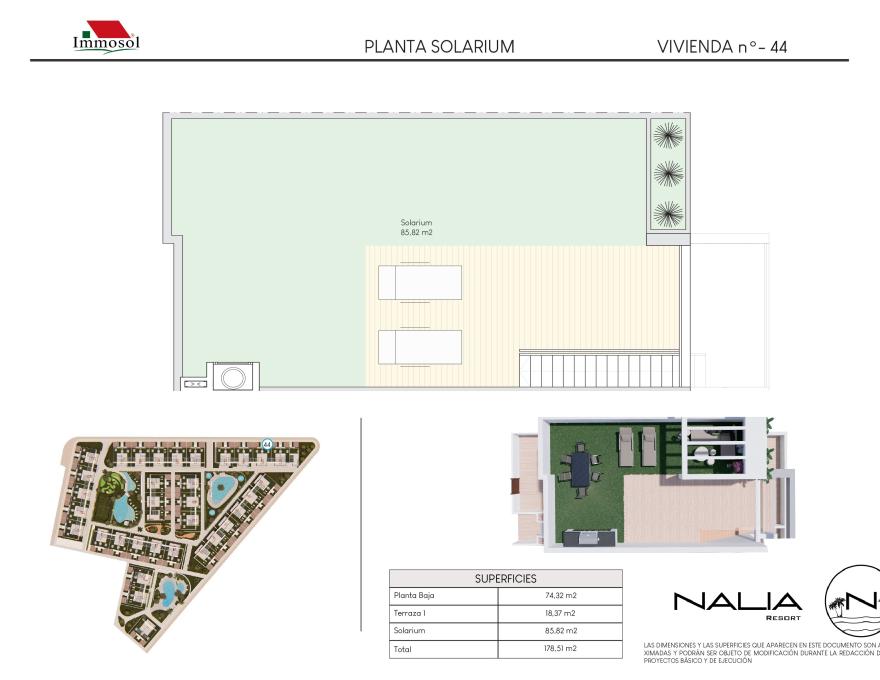 Immosol
PLANTA SOLARIUM
VIVIENDA nº- 44
Solarium
85,82 m2
44
SUPERFICIES
Planta Baja 74,32 m2
Terraza 1 18,37 m2
Solarium 85,82 m2
Total 178,51 m2
NALIA
RESORT
N
LAS DIMENSIONES Y LAS SUPERFICIES QUE APARECEN EN ESTE DOCUMENTO SON A
XIMADAS Y PODRÁN SER OBJETO DE MODIFICACIÓN DURANTE LA REDACCIÓN D
PROYECTOS BÁSICO Y DE EJECUCIÓN